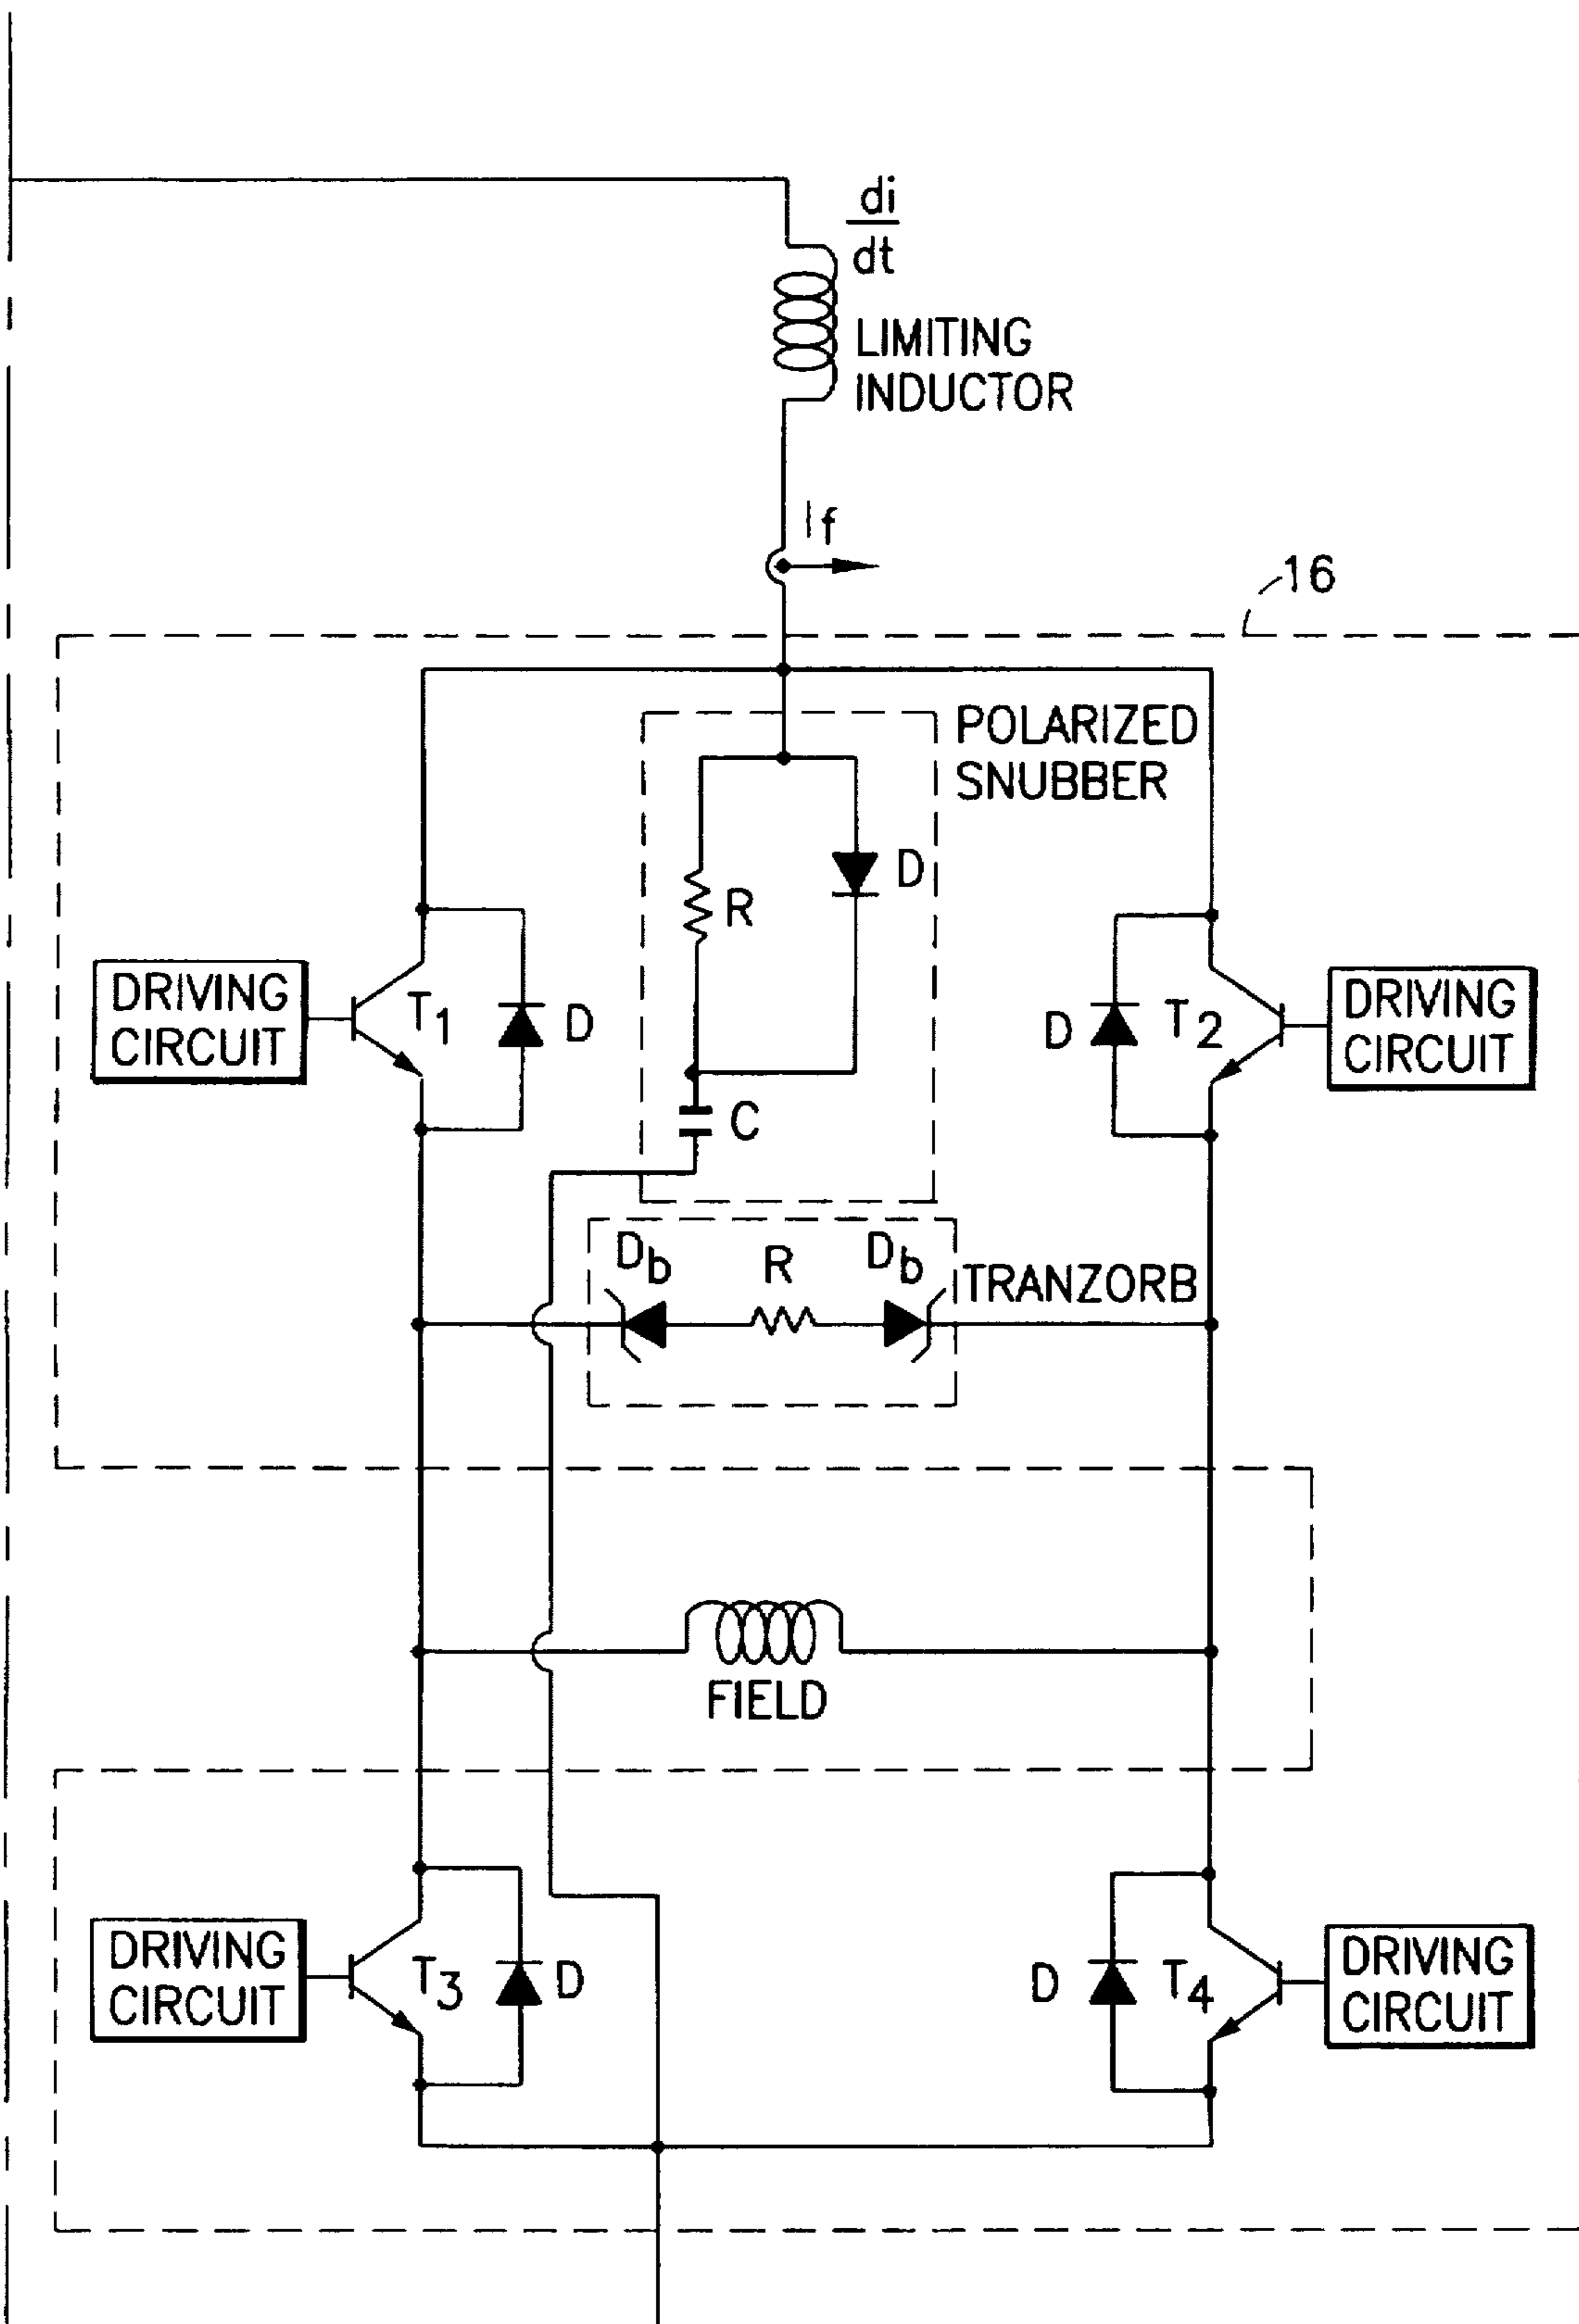 di
dt
LIMITING
INDUCTOR
If
16
POLARIZED
SNUBBER
D
R
DRIVING
CIRCUIT
T1
D
D
T2
DRIVING
CIRCUIT
C
Db
R
Db
TRANZORB
FIELD
DRIVING
CIRCUIT
T3
D
D
T4
DRIVING
CIRCUIT